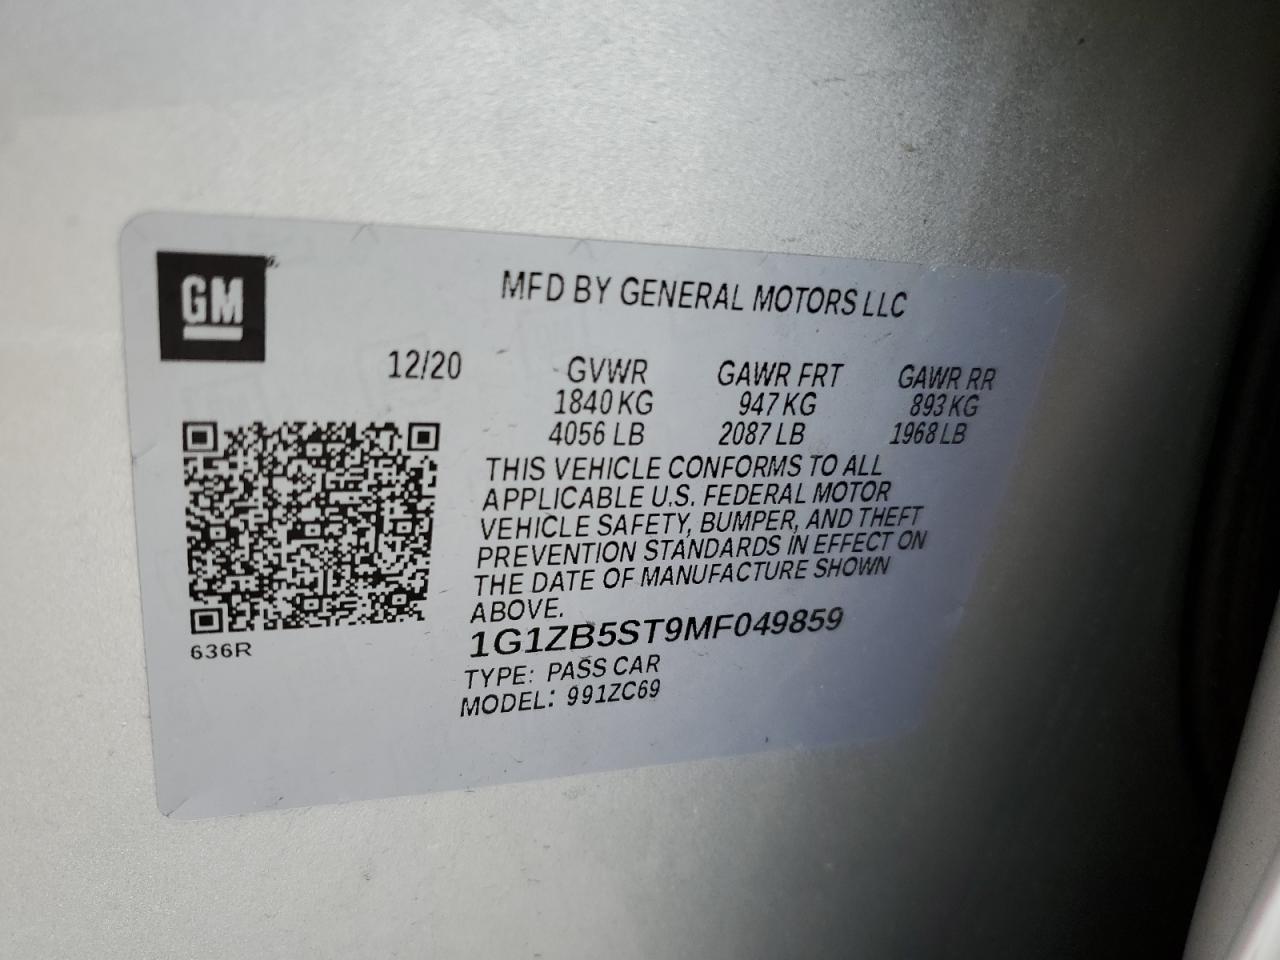 GM
MFD BY GENERAL MOTORS LLC
12/20 GVWR GAWR FRT GAWR RR
1840 KG 947 KG 893 KG
4056 LB 2087 LB 1968 LB
THIS VEHICLE CONFORMS TO ALL
APPLICABLE U.S. FEDERAL MOTOR
VEHICLE SAFETY, BUMPER, AND THEFT
PREVENTION STANDARDS IN EFFECT ON
THE DATE OF MANUFACTURE SHOWN
ABOVE.
1G1ZB5ST9MF049859
TYPE: PASS CAR
MODEL: 991ZC69
636R